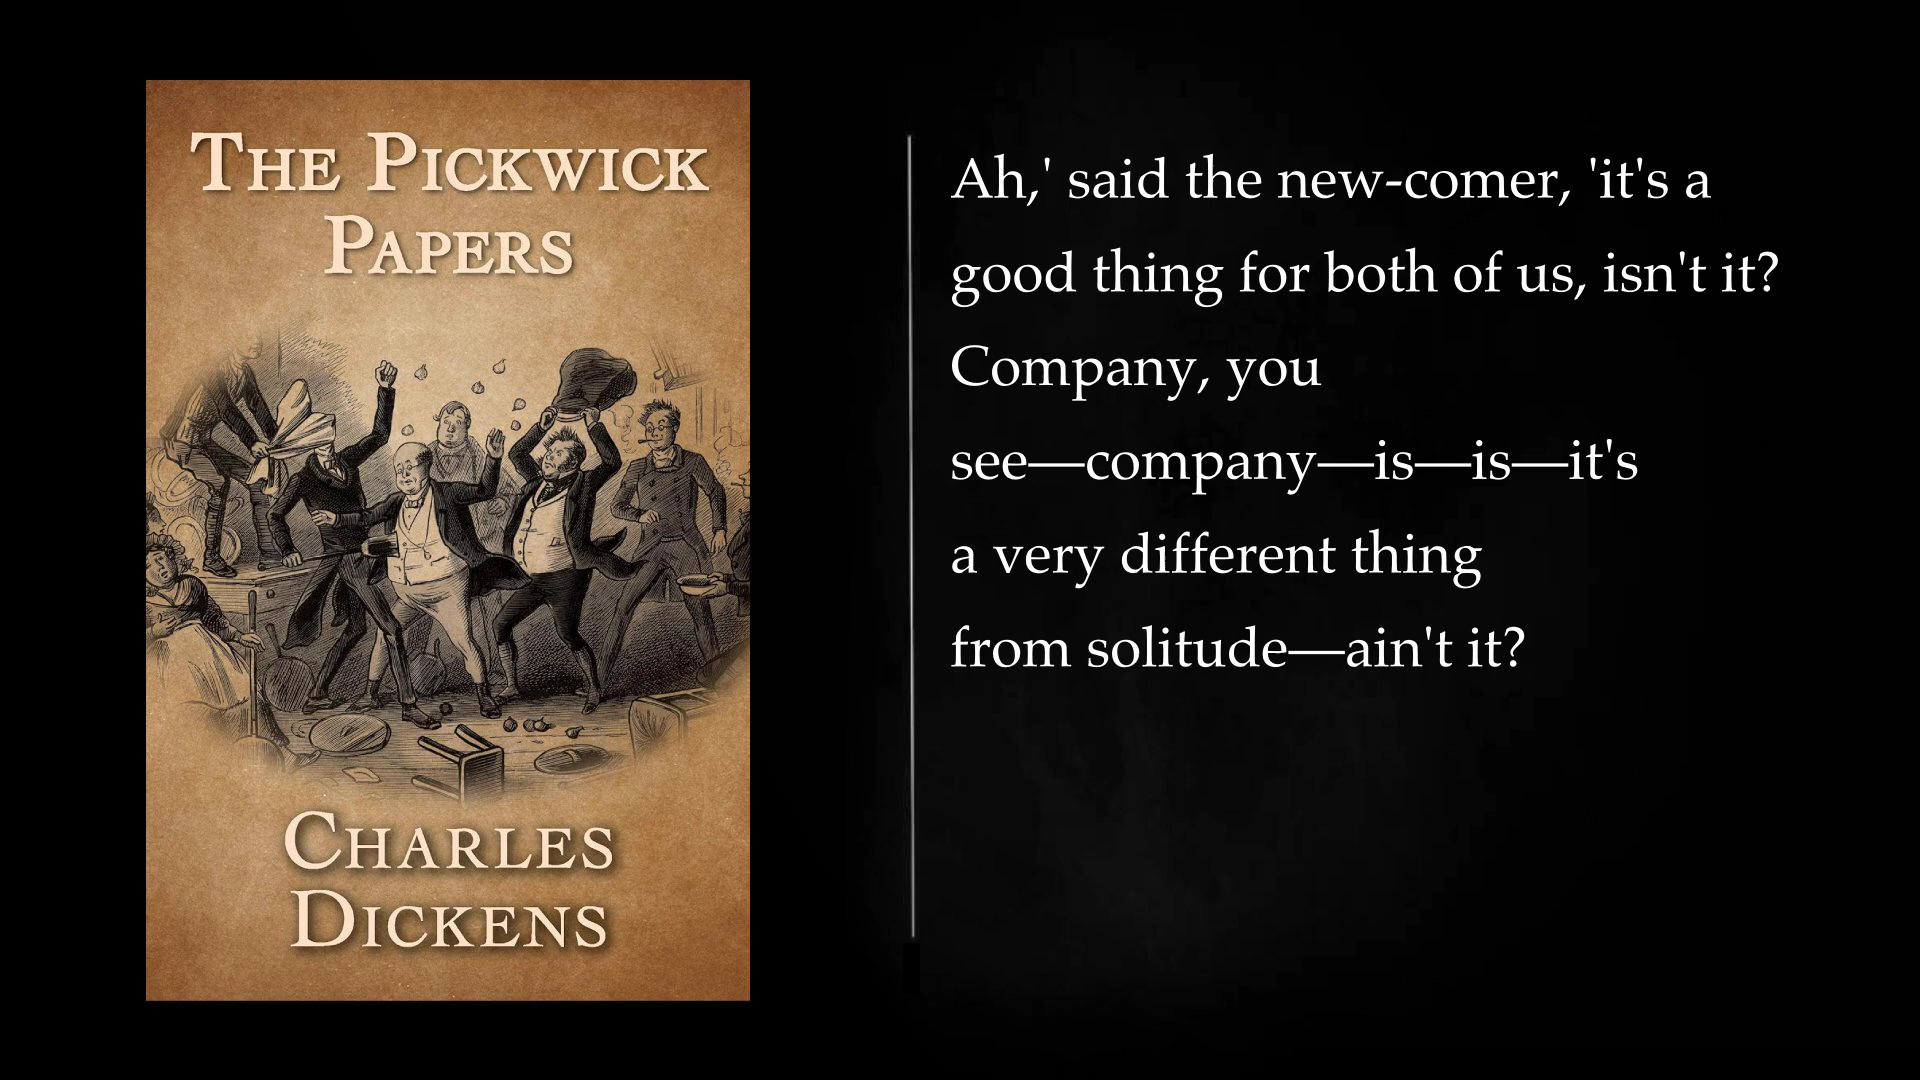 The Pickwick
Papers
Charles
Dickens
Ah,' said the new-comer, 'it's a
good thing for both of us, isn't it?
Company, you
see—company—is—is—it's
a very different thing
from solitude—ain't it?